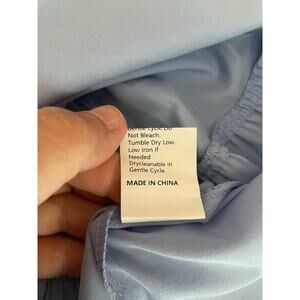 Gentle Cycle. Do
Not Bleach.
Tumble Dry Low.
Low Iron If
Needed
Drycleanable in
Gentle Cycle.
MADE IN CHINA